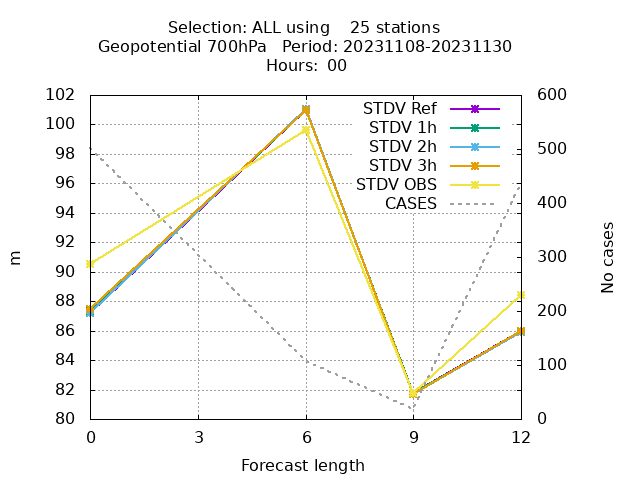 Selection: ALL using    25 stations
Geopotential 700hPa   Period: 20231108-20231130
Hours:  00
STDV Ref
STDV 1h
STDV 2h
STDV 3h
STDV OBS
CASES
102
100
98
96
94
92
90
88
86
84
82
80
600
500
400
300
200
100
0
m
No cases
0 3 6 9 12
Forecast length